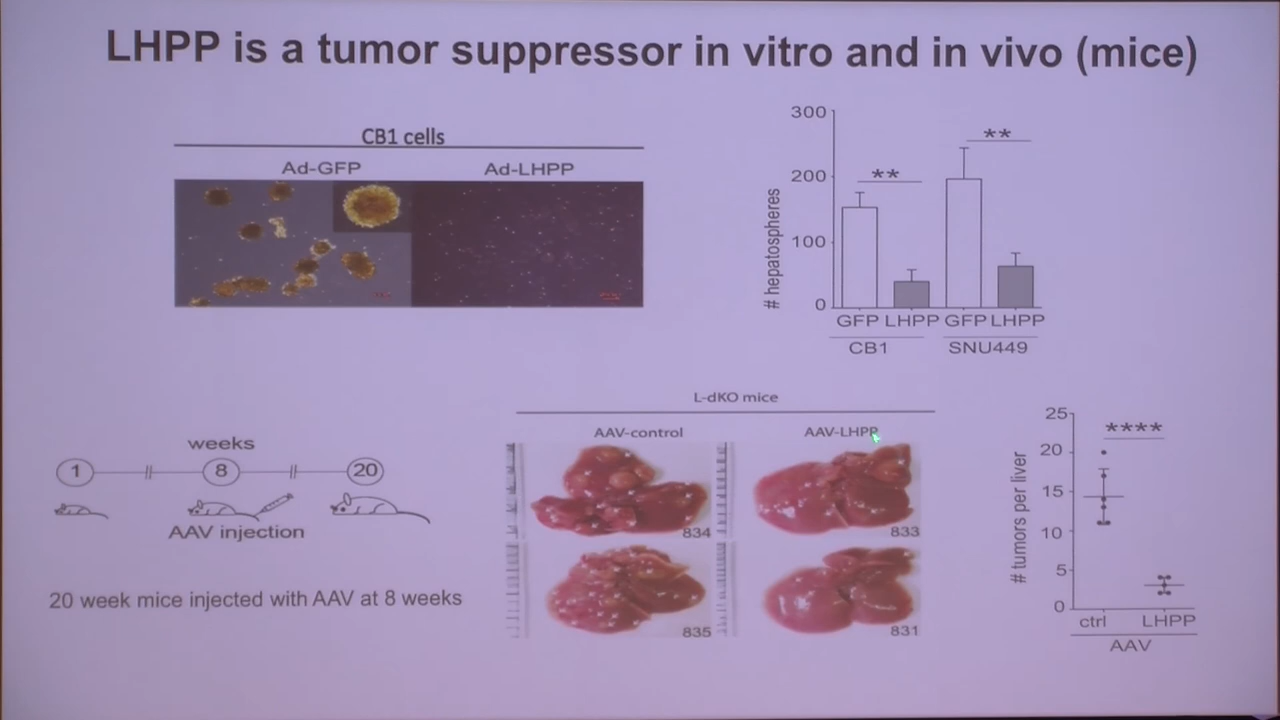 LHPP is a tumor suppressor in vitro and in vivo (mice)
CB1 cells
Ad-GFP Ad-LHPP
# hepatospheres
300
200
100
0
** **
GFP LHPP GFP LHPP
CB1 SNU449
weeks
1 8 20
AAV injection
20 week mice injected with AAV at 8 weeks
L-dKO mice
AAV-control AAV-LHPP
834 833
835 831
# tumors per liver
25
20
15
10
5
0
****
ctrl LHPP
AAV